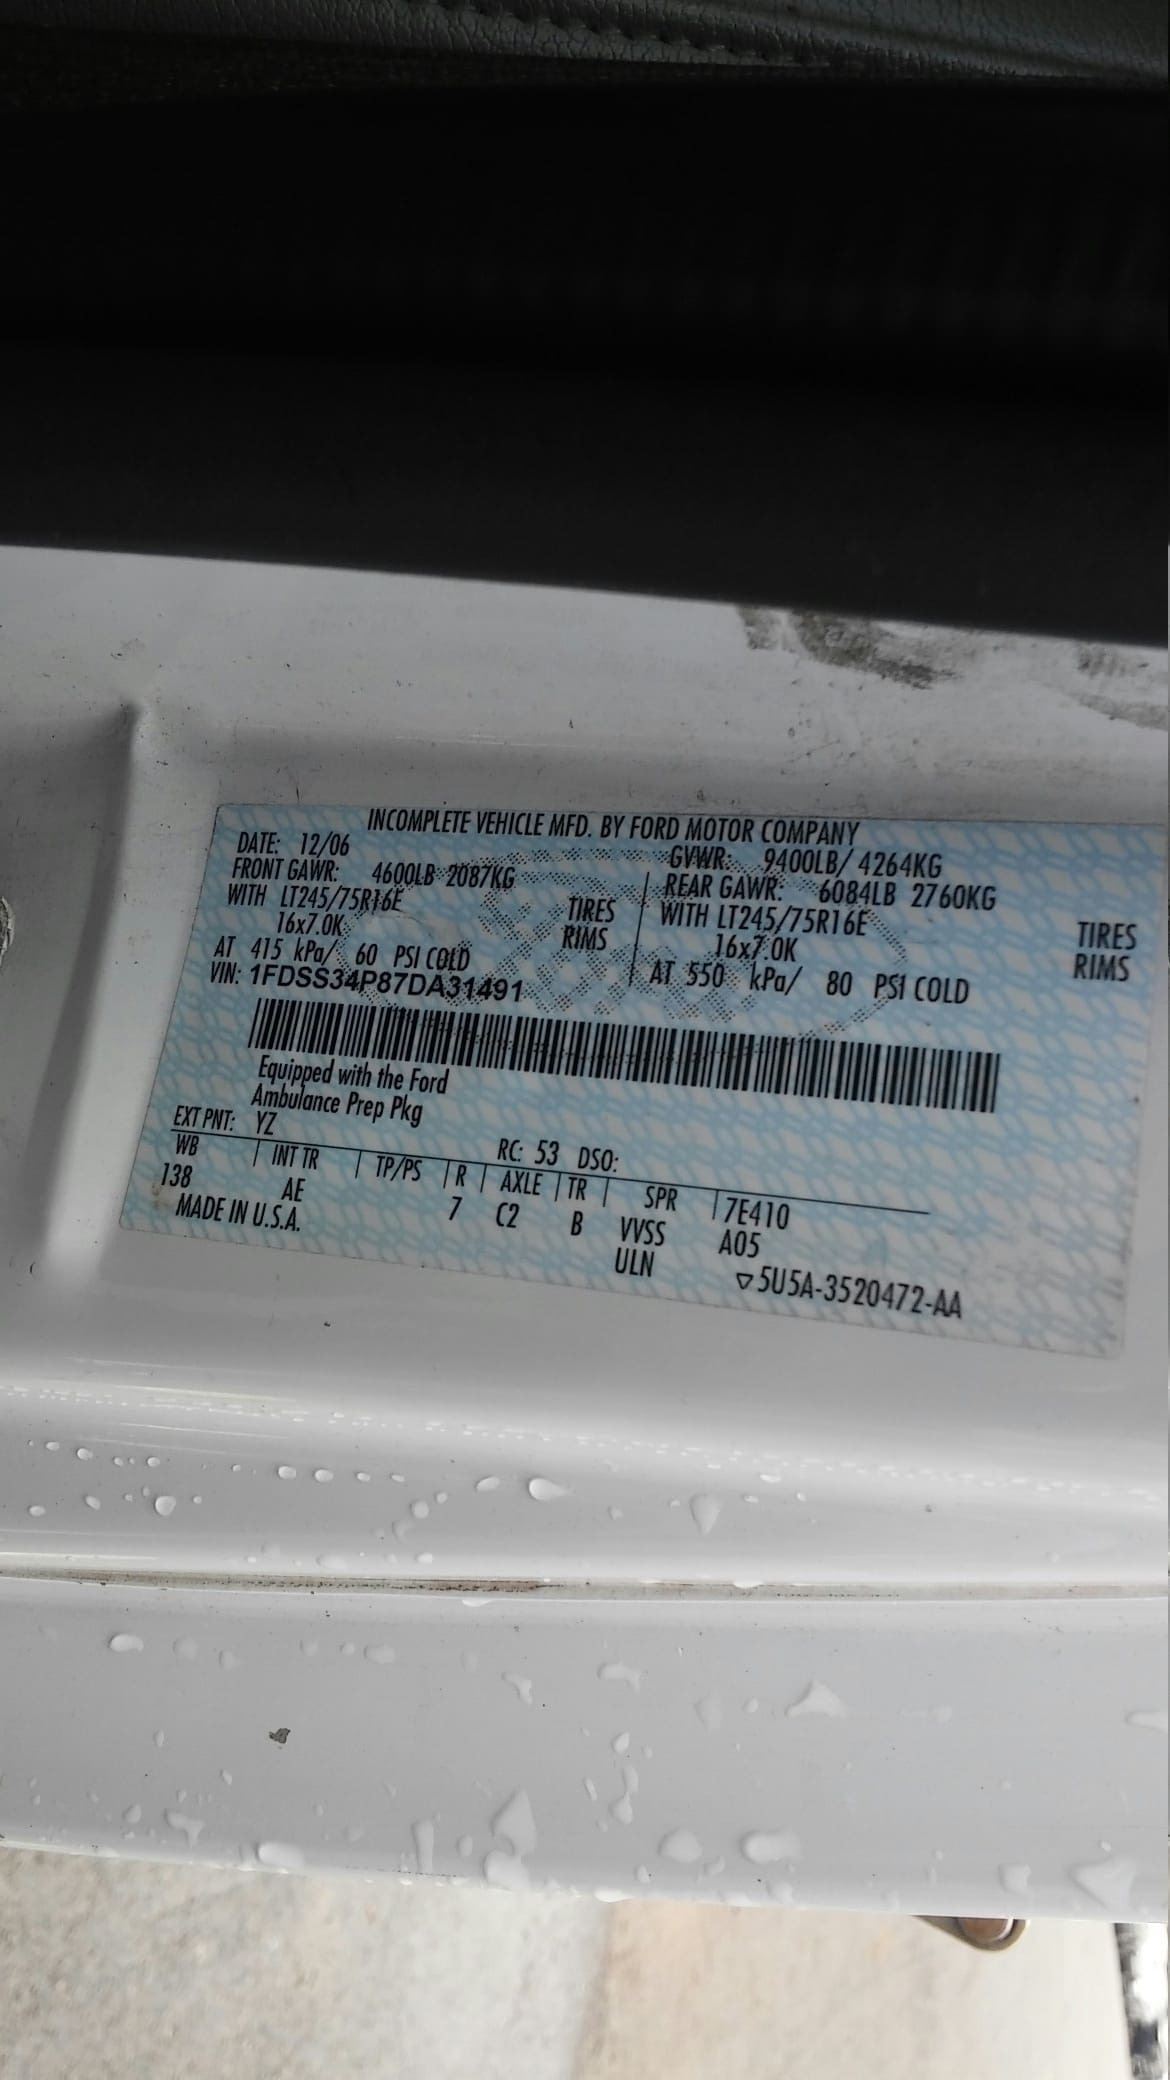 INCOMPLETE VEHICLE MFD. BY FORD MOTOR COMPANY
DATE: 12/06 GVWR: 9400LB/ 4264KG
FRONT GAWR: 4600LB 2087KG REAR GAWR: 6084LB 2760KG
WITH LT245/75R16E TIRES WITH LT245/75R16E TIRES
16x7.0K RIMS 16x7.0K RIMS
AT 415 kPa/ 60 PSI COLD AT 550 kPa/ 80 PSI COLD
VIN: 1FDSS34P87DA31491
Equipped with the Ford
Ambulance Prep Pkg
EXT PNT: YZ RC: 53 DSO:
WB INT TR TP/PS R AXLE TR SPR 7E410
138 AE 7 C2 B VVSS A05
MADE IN U.S.A. ULN ▽5U5A-3520472-AA